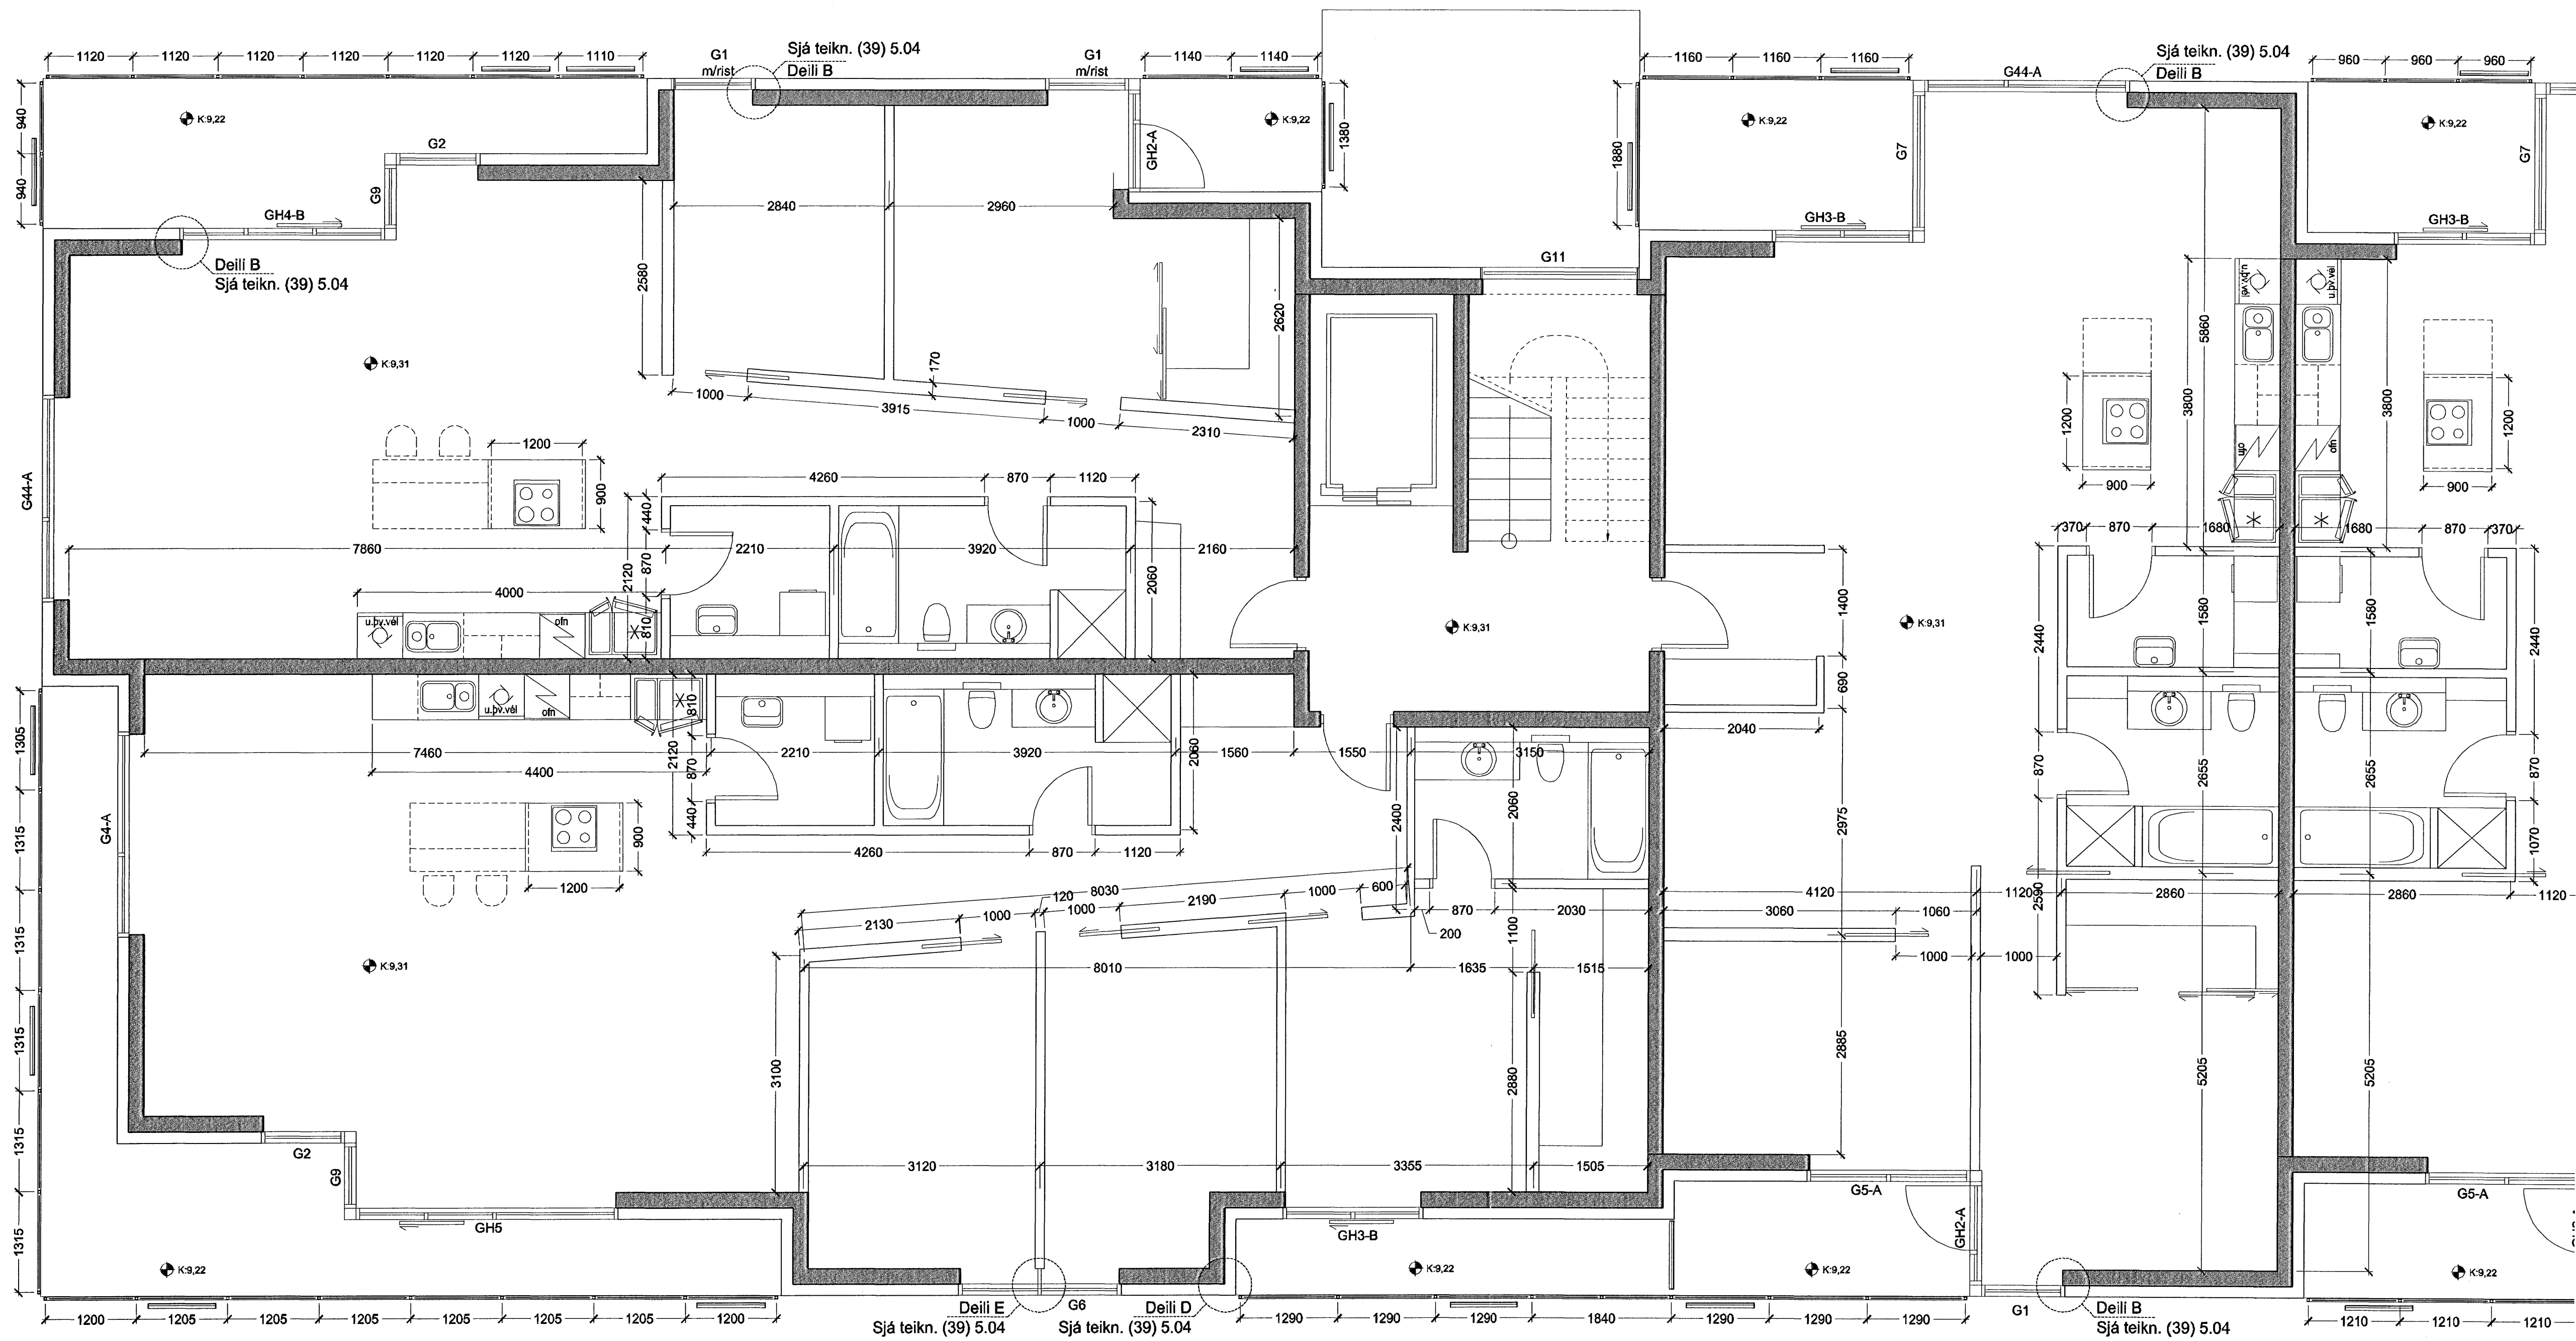 1120 1120 1120 1120 1120 1120 1110
G1
m/rist
Sjá teikn. (39) 5.04
Deili B
G1
m/rist
1140 1140
1160 1160 1160
G44-A
Sjá teikn. (39) 5.04
Deili B
960 960 960
940
940
K:9,22
G2
G9
GH4-B
Deili B
Sjá teikn. (39) 5.04
GH2-A
K:9,22
1380
1880
K:9,22
G7
GH3-B
K:9,22
G7
GH3-B
G11
2840 2960
2580
2620
K:9,31
170
1000 3915 1000 2310
G44-A
1200
900
4260 870 1120
440
870
810
2120
7860 2210 3920 2160
2060
4000
u.þv.vél
ofn
K:9,31
1400
690
2040
K:9,31
u.þv.vél
u.þv.vél
5860
3800
3800
1200
900
1200
900
ofn
ofn
370 870 1680
1680 870 370
2440
1580
1580
2440
870
2655
2655
870
1070
u.þv.vél
ofn
810
870
440
2120
7460 2210 3920 1560 1550 3150
4400
2060
2400
2060
2975
1305
1315
1315
1315
1315
1315
G4-A
900
1200
4260 870 1120
8030
120
2130 1000 1000 2190 1000 600
870 2030
200
1100
4120 1120 2860
2860 1120
2590
3060 1060
1000 1000
K:9,31
8010 1635 1515
3100
2880
2885
5205
5205
3120 3180 3355 1505
G2
G9
GH5
GH3-B
G5-A
GH2-A
G5-A
K:9,22
K:9,22
K:9,22
K:9,22
1200 1205 1205 1205 1205 1205 1205 1200
Deili E
Sjá teikn. (39) 5.04
G6
Deili D
Sjá teikn. (39) 5.04
1290 1290 1290 1840 1290 1290
G1
Deili B
Sjá teikn. (39) 5.04
1210 1210 1210